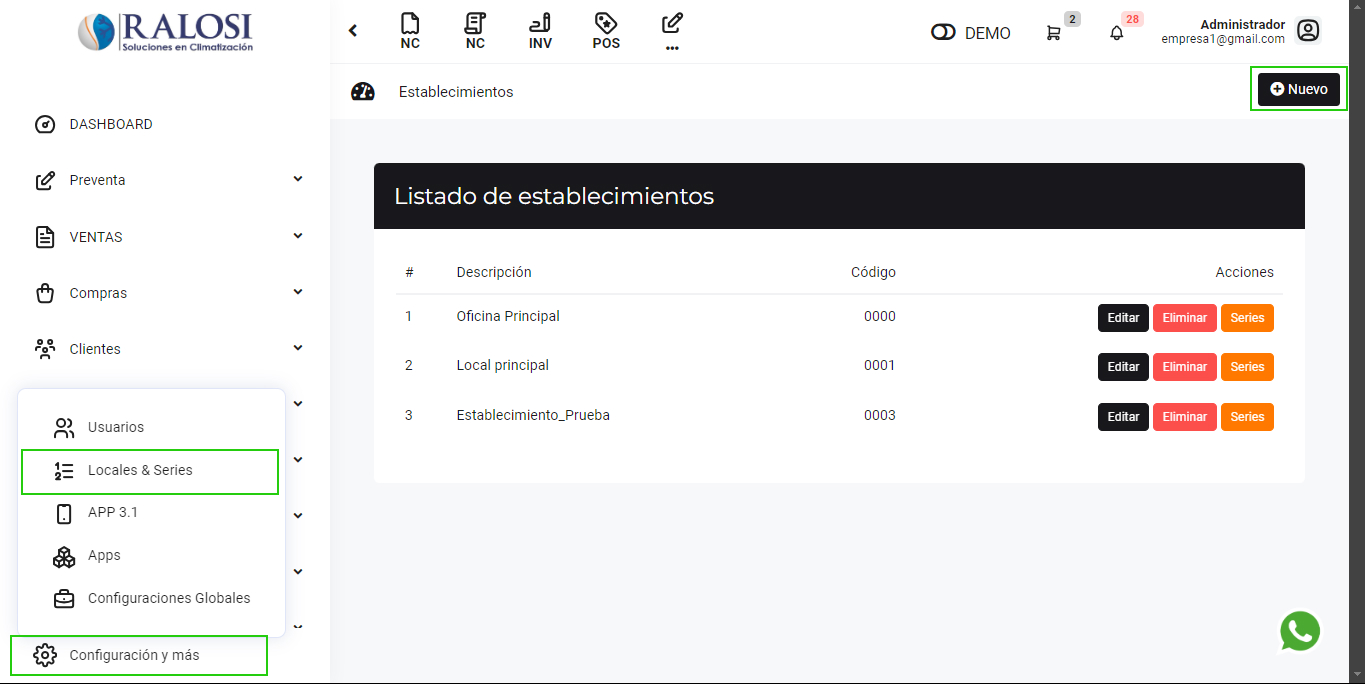 RALOSI
Soluciones en Climatización
NC
NC
INV
POS
...
DEMO
2
28
Administrador
empresa1@gmail.com
Establecimientos
Nuevo
DASHBOARD
Preventa
VENTAS
Compras
Clientes
Usuarios
Locales & Series
APP 3.1
Apps
Configuraciones Globales
Configuración y más
Listado de establecimientos
# Descripción Código Acciones
1 Oficina Principal 0000 Editar Eliminar Series
2 Local principal 0001 Editar Eliminar Series
3 Establecimiento_Prueba 0003 Editar Eliminar Series